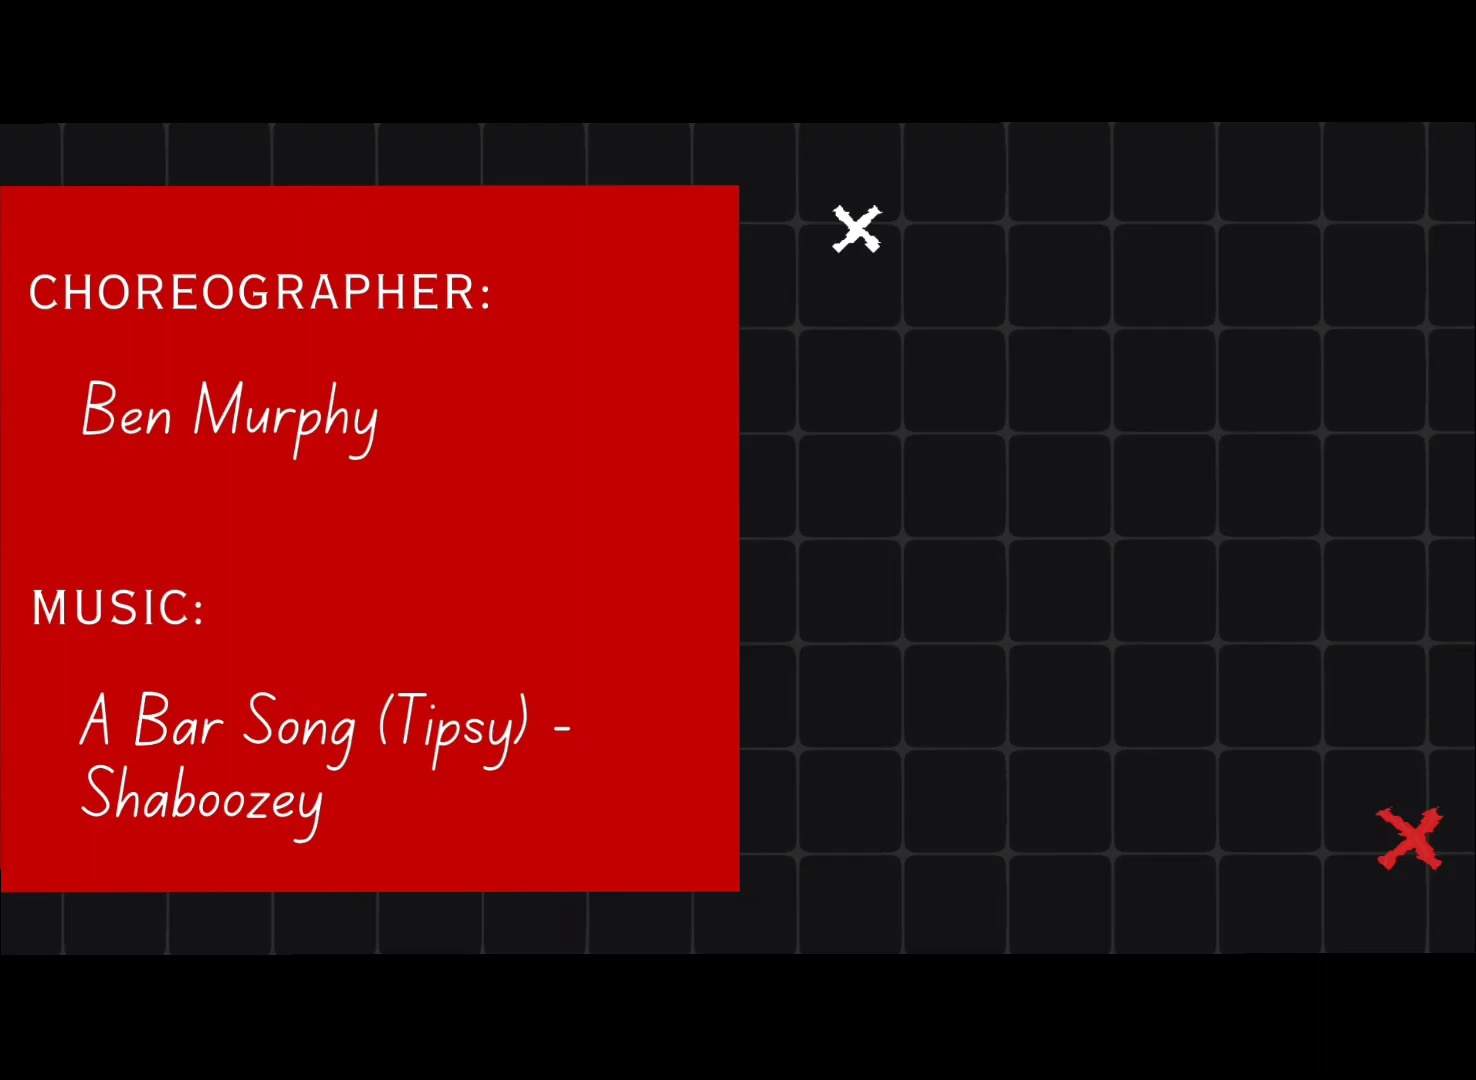 CHOREOGRAPHER:
Ben Murphy
MUSIC:
A Bar Song (Tipsy) -
Shaboozey